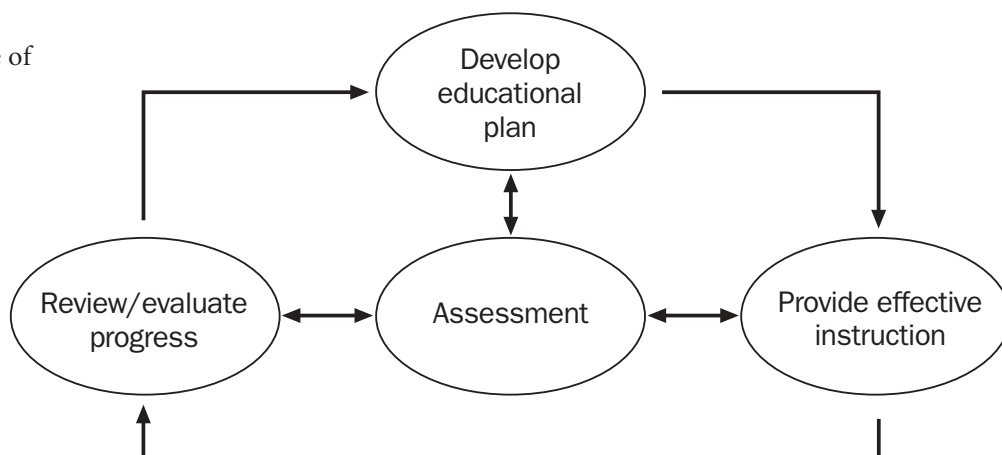 of
Develop
educational
plan
Review/evaluate
progress
Assessment
Provide effective
instruction